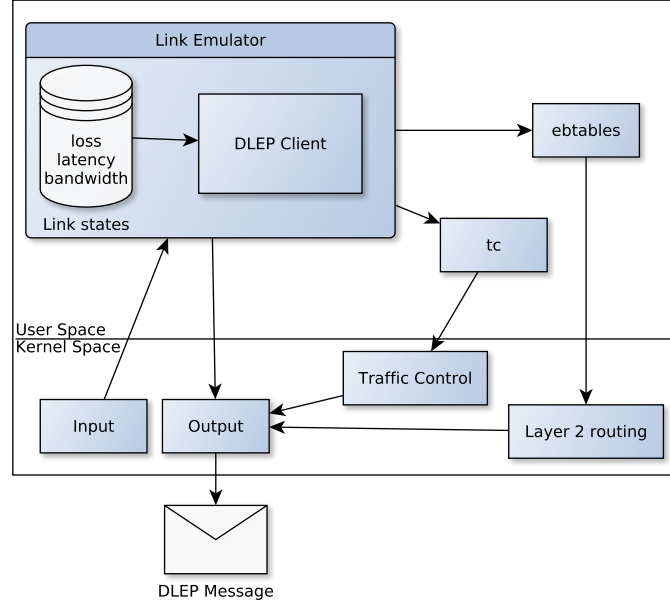 Link Emulator
loss
latency
bandwidth
DLEP Client
ebtables
Link states
tc
User Space
Kernel Space
Traffic Control
Input
Output
Layer 2 routing
DLEP Message